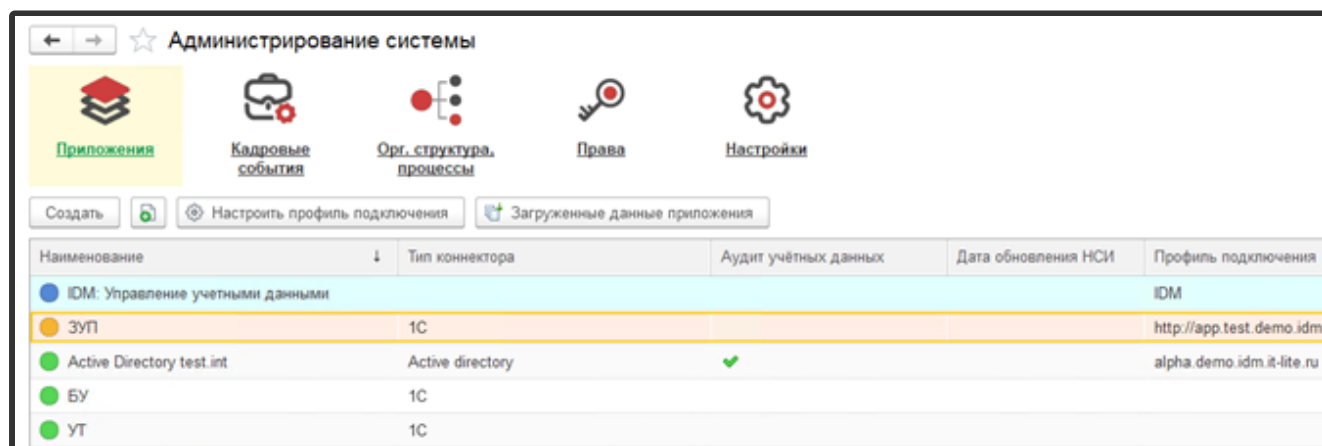 Администрирование системы
Приложения
Кадровые
события
Орг. структура,
процессы
Права
Настройки
Создать Настроить профиль подключения Загруженные данные приложения
Наименование ↓ Тип коннектора Аудит учётных данных Дата обновления НСИ Профиль подключения
IDM: Управление учетными данными IDM
ЗУП 1С http://app.test.demo.idm
Active Directory test.int Active directory alpha.demo.idm.it-lite.ru
БУ 1С
УТ 1С